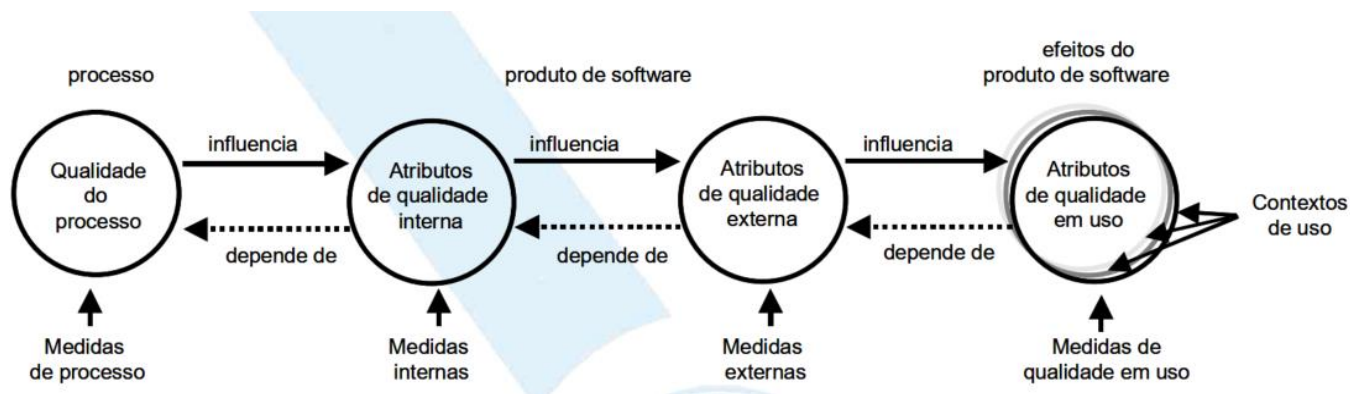 processo
produto de software
efeitos do
produto de software
Qualidade
do
processo
influencia
depende de
Atributos
de qualidade
interna
influencia
depende de
Atributos
de qualidade
externa
influencia
depende de
Atributos
de qualidade
em uso
Contextos
de uso
Medidas
de processo
Medidas
internas
Medidas
externas
Medidas de
qualidade em uso